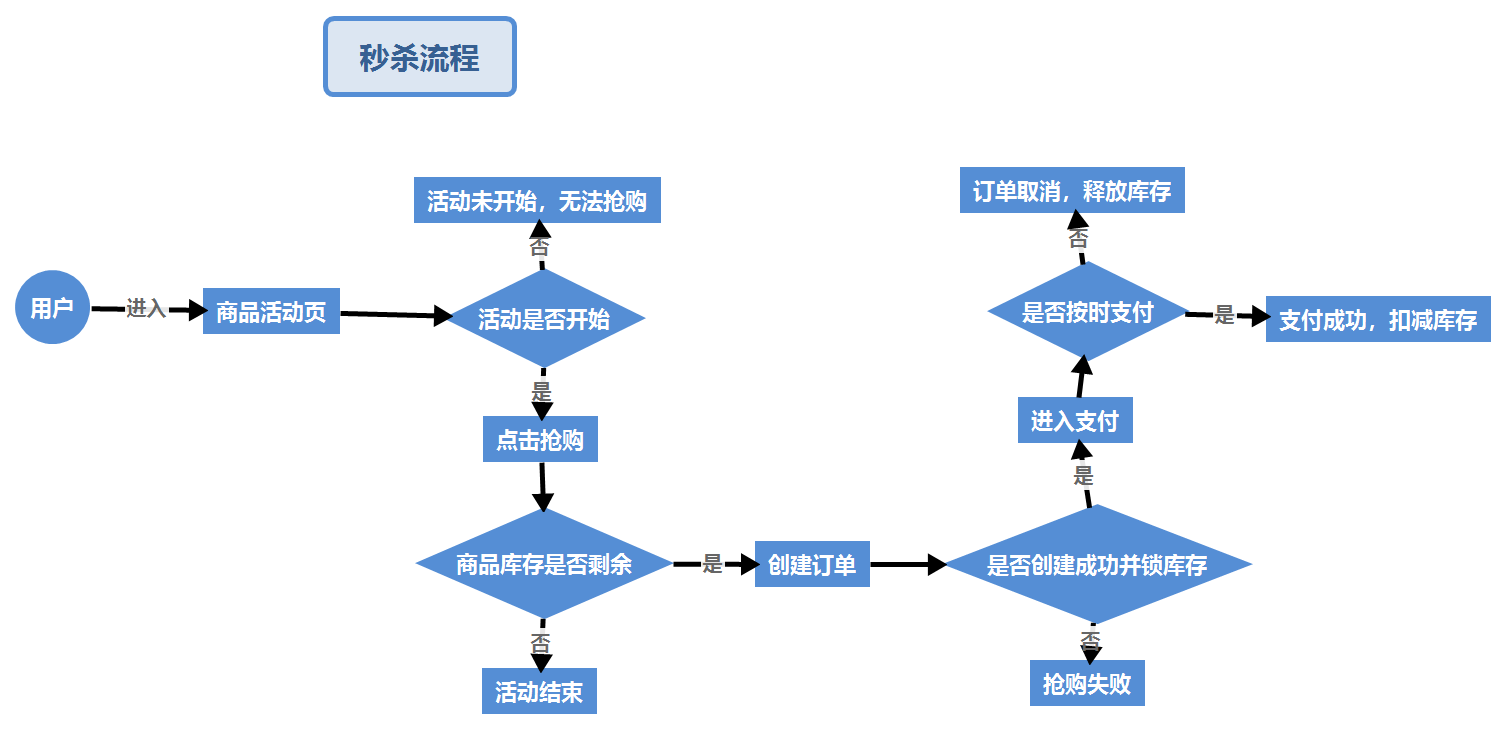 秒杀流程
用户
进入
商品活动页
活动是否开始
否
活动未开始，无法抢购
是
点击抢购
商品库存是否剩余
否
活动结束
是
创建订单
是否创建成功并锁库存
否
抢购失败
是
进入支付
是否按时支付
否
订单取消，释放库存
是
支付成功，扣减库存